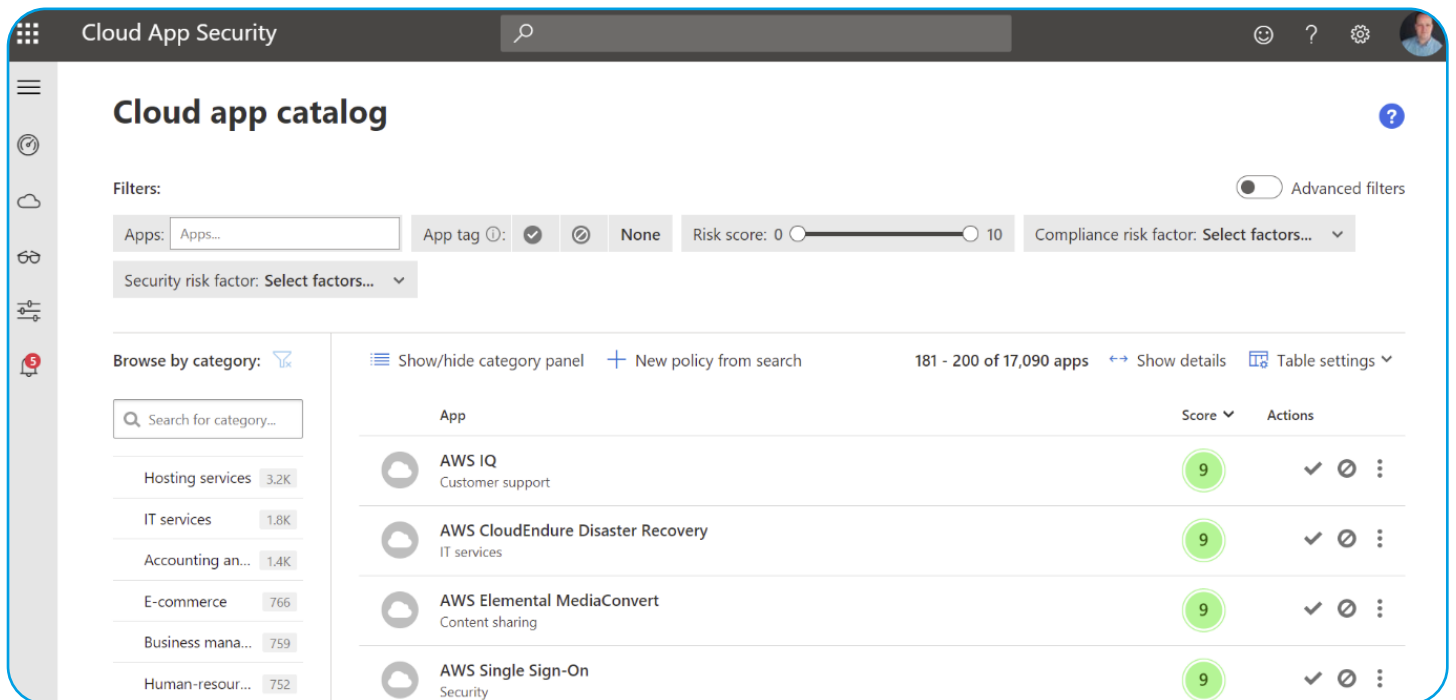 Cloud App Security
?
Cloud app catalog
?
Filters:
Advanced filters
Apps: Apps... App tag ⓘ: None Risk score: 0 10 Compliance risk factor: Select factors...
Security risk factor: Select factors...
5
Browse by category: Show/hide category panel + New policy from search 181 - 200 of 17,090 apps Show details Table settings
Search for category...
App Score Actions
Hosting services 3.2K
IT services 1.8K
Accounting an... 1.4K
E-commerce 766
Business mana... 759
Human-resour... 752
AWS IQ
Customer support
9
AWS CloudEndure Disaster Recovery
IT services
9
AWS Elemental MediaConvert
Content sharing
9
AWS Single Sign-On
Security
9